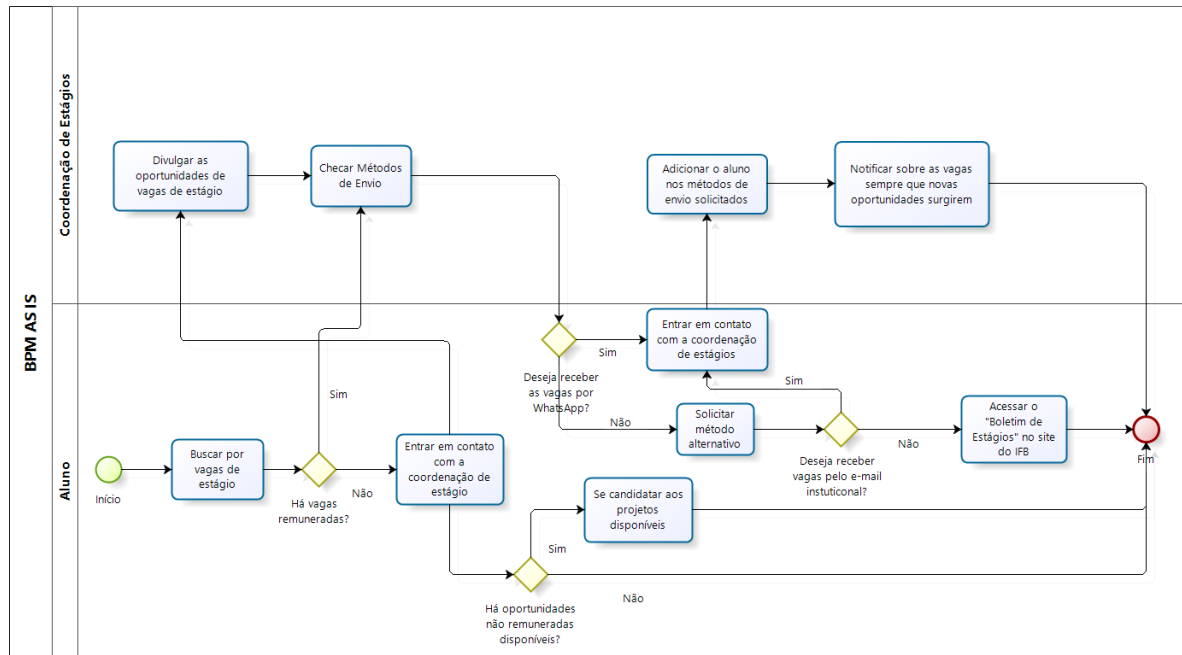 BPM AS IS
Coordenação de Estágios
Divulgar as
oportunidades de
vagas de estágio
Checar Métodos
de Envio
Adicionar o aluno
nos métodos de
envio solicitados
Notificar sobre as vagas
sempre que novas
oportunidades surgirem
Aluno
Início
Buscar por
vagas de
estágio
Há vagas
remuneradas?
Sim
Não
Entrar em contato
com a
coordenação de
estágio
Deseja receber
as vagas por
WhatsApp?
Sim
Não
Entrar em contato
com a coordenação
de estágios
Solicitar
método
alternativo
Sim
Deseja receber
vagas pelo e-mail
instuticonal?
Não
Acessar o
"Boletim de
Estágios" no site
do IFB
Fim
Se candidatar aos
projetos
disponíveis
Sim
Há oportunidades
não remuneradas
disponíveis?
Não